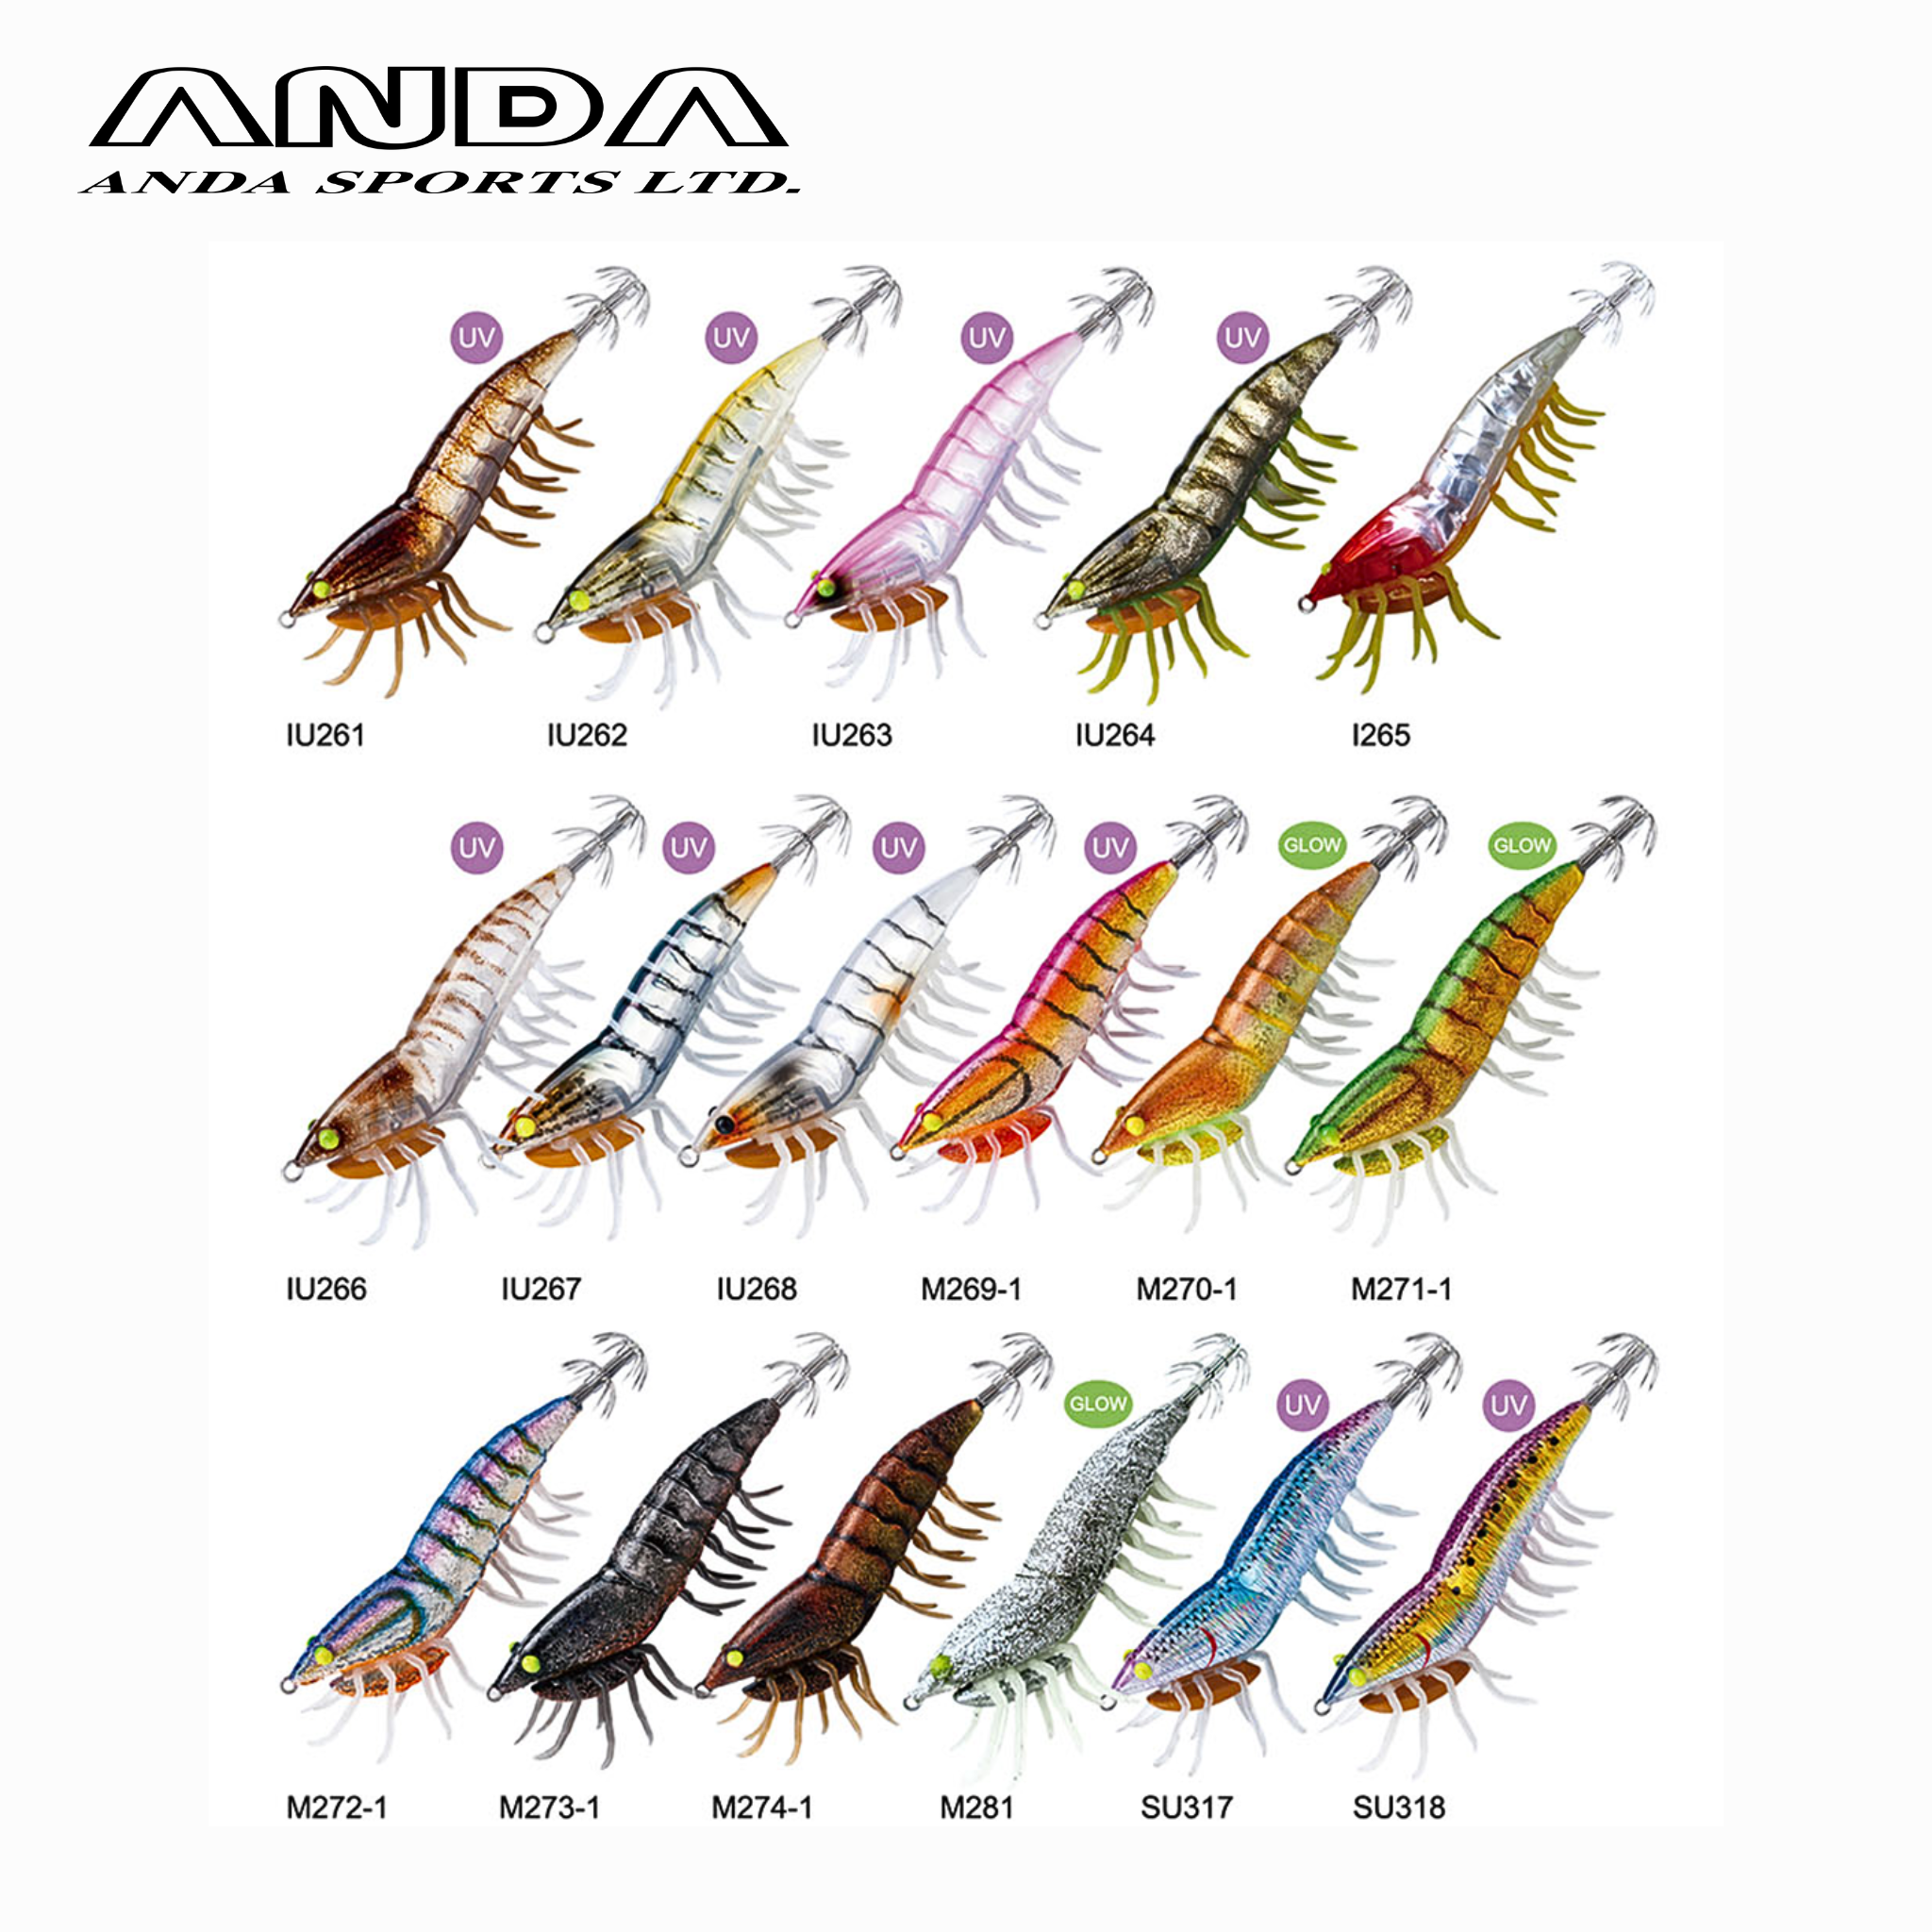 ANDA
ANDA SPORTS LTD.
UV UV UV UV
IU261 IU262 IU263 IU264 I265
UV UV UV UV GLOW GLOW
IU266 IU267 IU268 M269-1 M270-1 M271-1
GLOW UV UV
M272-1 M273-1 M274-1 M281 SU317 SU318